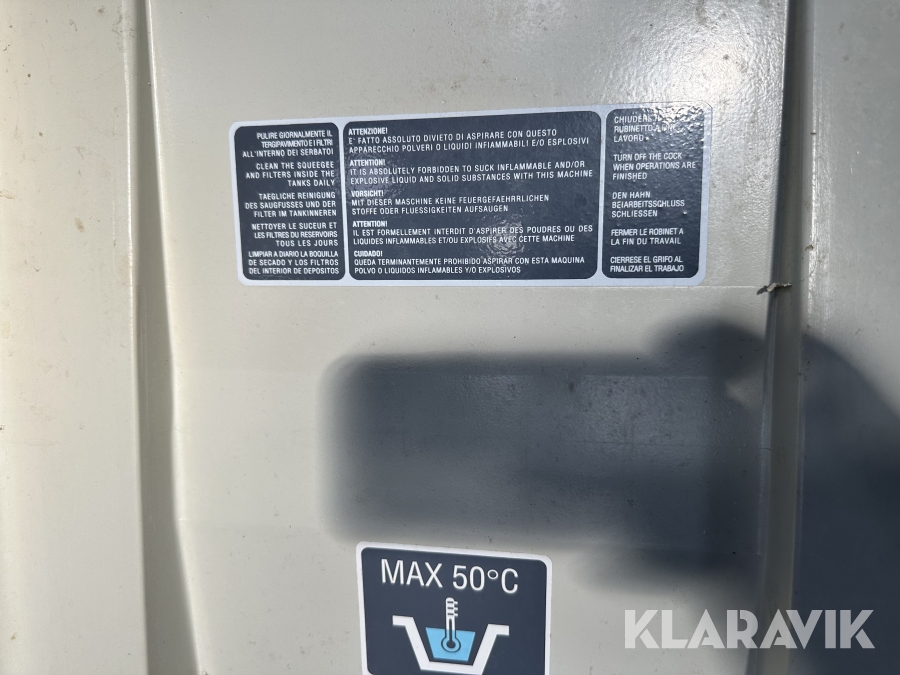 PULIRE GIORNALMENTE IL
TERGIPAVIMENTO E I FILTRI
ALL'INTERNO DEI SERBATOI
CLEAN THE SQUEEGEE
AND FILTERS INSIDE THE
TANKS DAILY
TAEGLICHE REINIGUNG
DES SAUGFUSSES UND DER
FILTER IM TANKINNEREN
NETTOYER LE SUCEUR ET
LES FILTRES DU RESERVOIRS
TOUS LES JOURS
LIMPIAR A DIARIO LA BOQUILLA
DE SECADO Y LOS FILTROS
DEL INTERIOR DE DEPOSITOS
ATTENZIONE!
E' FATTO ASSOLUTO DIVIETO DI ASPIRARE CON QUESTO
APPARECCHIO POLVERI O LIQUIDI INFIAMMABILI E/O ESPLOSIVI
ATTENTION!
IT IS ABSOLUTELY FORBIDDEN TO SUCK INFLAMMABLE AND/OR
EXPLOSIVE LIQUID AND SOLID SUBSTANCES WITH THIS MACHINE
VORSICHT!
MIT DIESER MASCHINE KEINE FEUERGEFAEHRRLICHEN
STOFFE ODER FLUESSIGKEITEN AUFSAUGEN
ATTENTION!
IL EST FORMELLEMENT INTERDIT D'ASPIRER DES POUDRES OU DES
LIQUIDES INFLAMMABLES ET/OU EXPLOSIFS AVEC CETTE MACHINE
CUIDADO!
QUEDA TERMINANTEMENTE PROHIBIDO ASPIRAR CON ESTA MAQUINA
POLVO O LIQUIDOS INFLAMABLES Y/O EXPLOSIVOS
CHIUDERE IL
RUBINETTO A FINE
LAVORO
TURN OFF THE COCK
WHEN OPERATIONS ARE
FINISHED
DEN HAHN
BEIARBEITSSCHLUSS
SCHLIESSEN
FERMER LE ROBINET A
LA FIN DU TRAVAIL
CIERRESE EL GRIFO AL
FINALIZAR EL TRABAJO
MAX 50°C
KLARAVIK